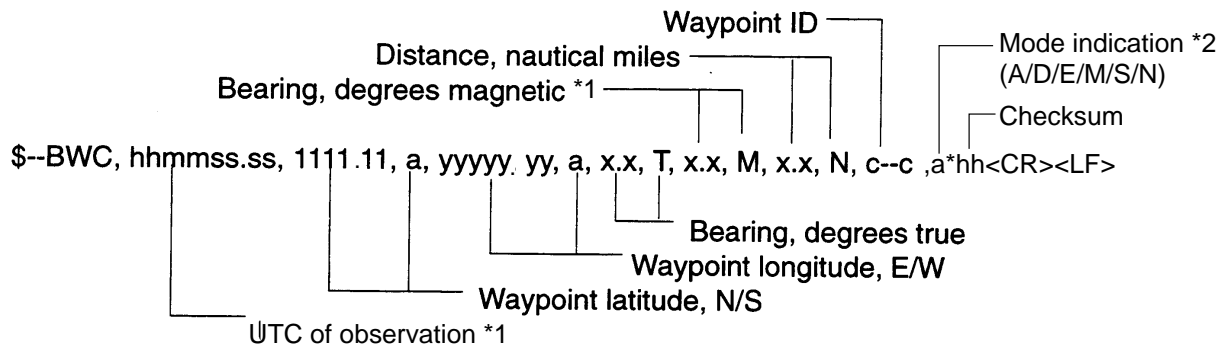 Waypoint ID
Distance, nautical miles
Mode indication *2
(A/D/E/M/S/N)
Bearing, degrees magnetic *1
Checksum
$--BWC, hhmmss.ss, 1111.11, a, yyyyy. yy, a, x.x, T, x.x, M, x.x, N, c--c ,a*hh<CR><LF>
Bearing, degrees true
Waypoint longitude, E/W
Waypoint latitude, N/S
UTC of observation *1